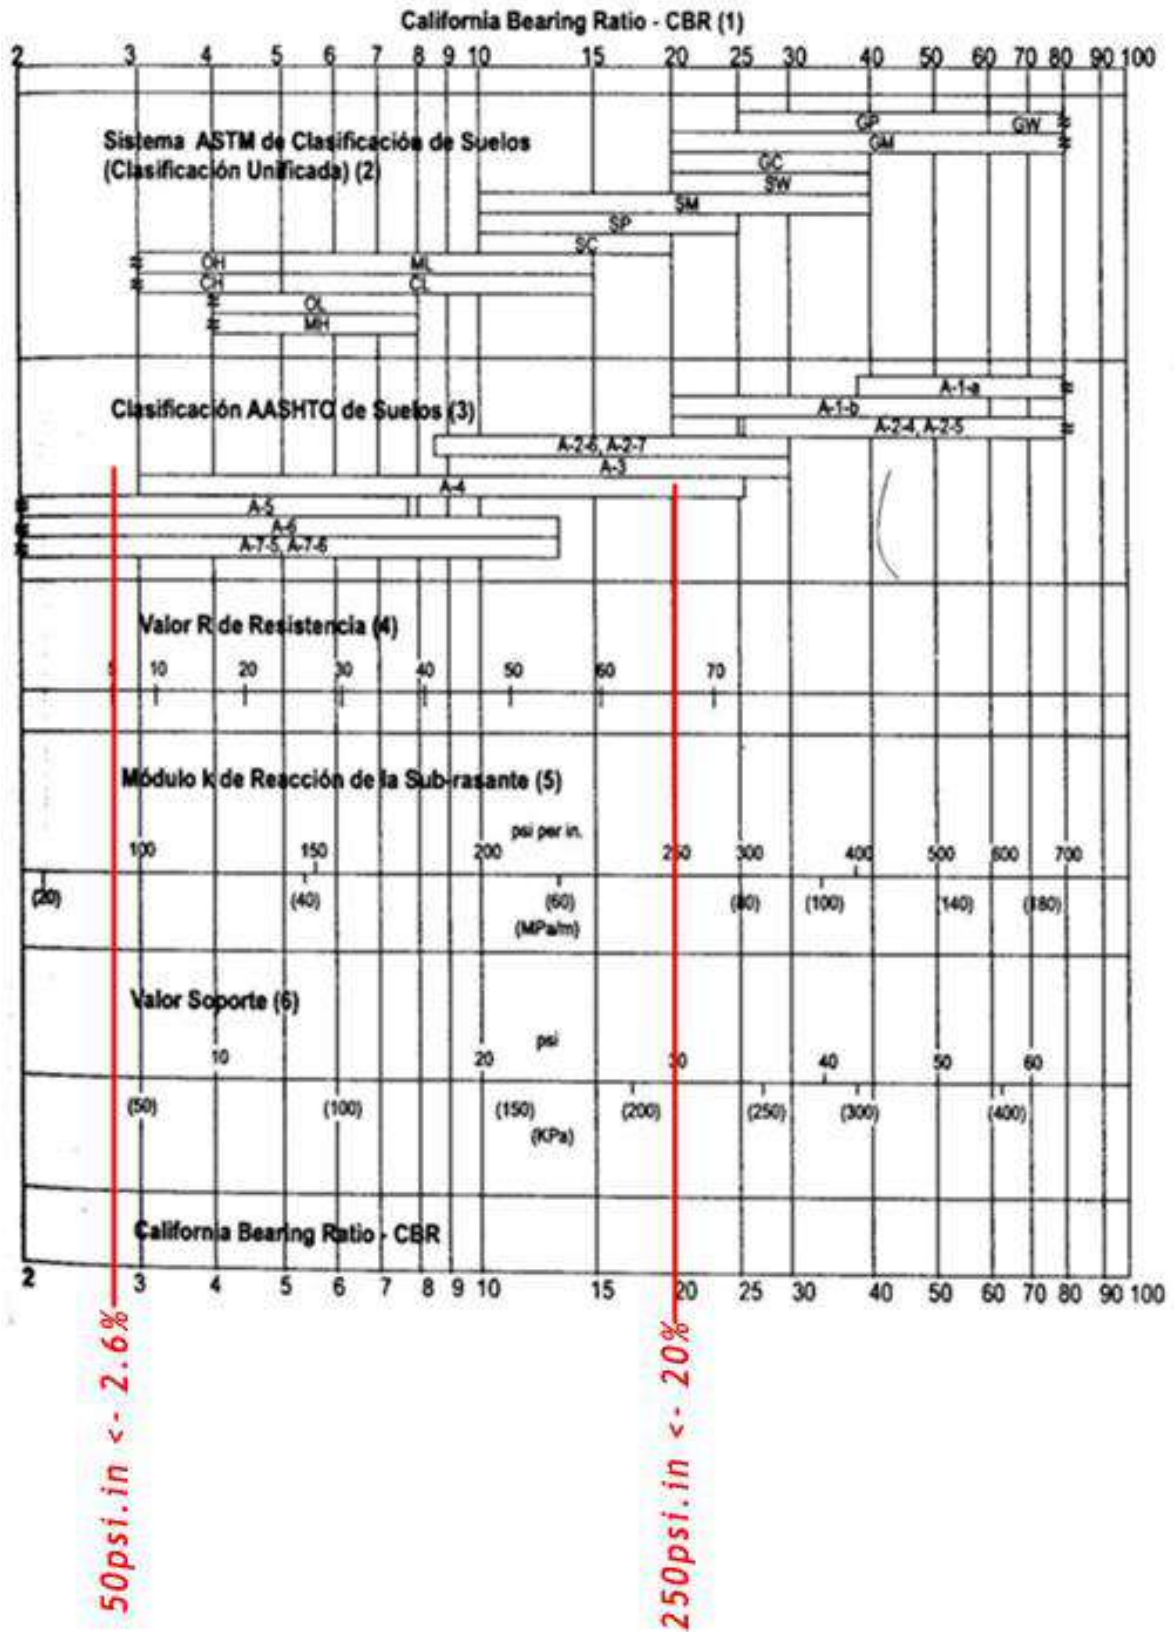 California Bearing Ratio - CBR (1)
2 3 4 5 6 7 8 9 10 15 20 25 30 40 50 60 70 80 90 100
Sistema ASTM de Clasificación de Suelos
(Clasificación Unificada) (2)
GP GW
GM
GC
SW
SM
SP
SC
OH ML
CH CL
OL
MH
Clasificación AASHTO de Suelos (3)
A-1-a
A-1-b
A-2-4, A-2-5
A-2-6, A-2-7
A-3
A-4
A-5
A-6
A-7-5, A-7-6
Valor R de Resistencia (4)
5 10 20 30 40 50 60 70
Módulo k de Reacción de la Sub-rasante (5)
psi per in.
100 150 200 250 300 400 500 600 700
(20) (40) (60) (80) (100) (140) (180)
(MPa/m)
Valor Soporte (6)
psi
10 20 30 40 50 60
(50) (100) (150) (200) (250) (300) (400)
(KPa)
California Bearing Ratio - CBR
2 3 4 5 6 7 8 9 10 15 20 25 30 40 50 60 70 80 90 100
50psi.in <- 2.6%
250psi.in <- 20%